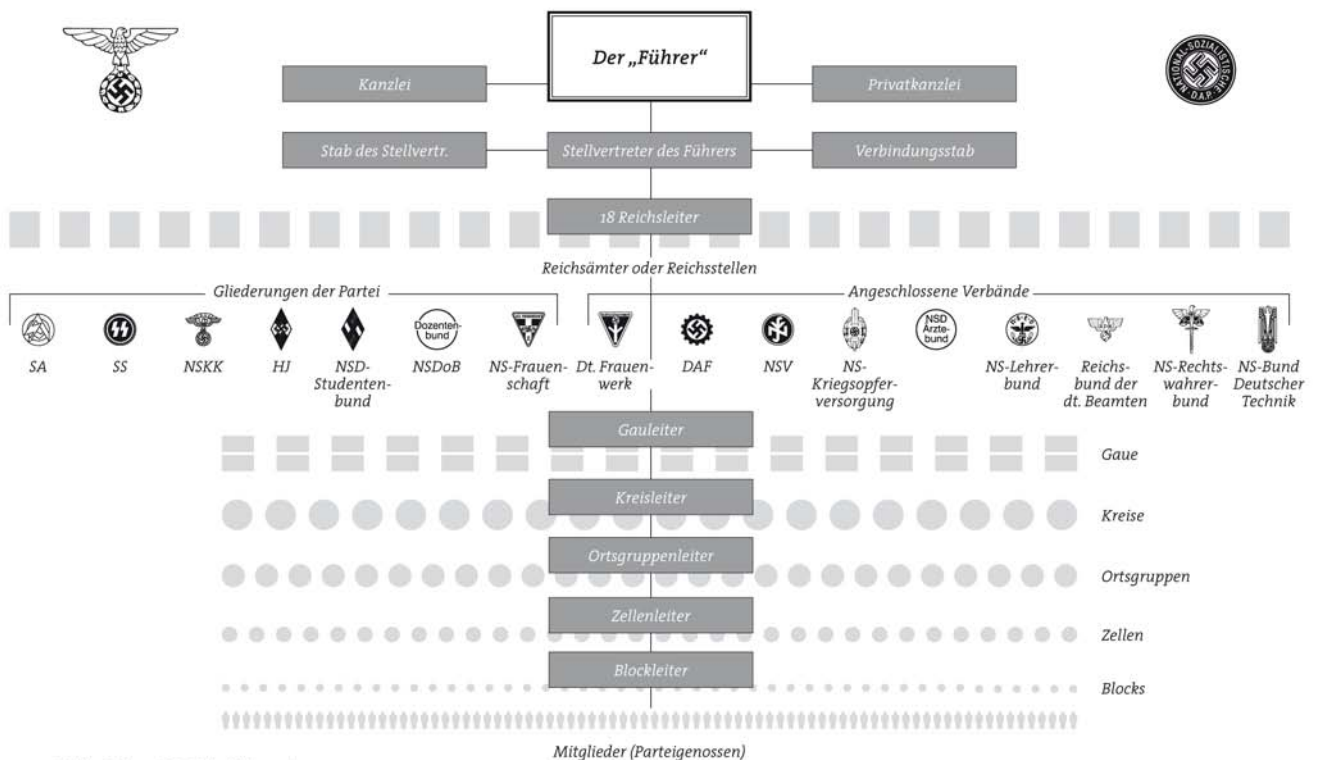 Der „Führer“
Kanzlei
Privatkanzlei
NATIONAL-SOZIALISTISCHE
D.A.P.
Stab des Stellvertr.
Stellvertreter des Führers
Verbindungsstab
18 Reichsleiter
Reichsämter oder Reichsstellen
Gliederungen der Partei
Angeschlossene Verbände
Dozenten-
bund
NSD
Ärzte-
bund
SA
SS
NSKK
HJ
NSD-
Studenten-
bund
NSDoB
NS-Frauen-
schaft
Dt. Frauen-
werk
DAF
NSV
NS-
Kriegsopfer-
versorgung
NS-Lehrer-
bund
Reichs-
bund der
dt. Beamten
NS-Rechts-
wahrer-
bund
NS-Bund
Deutscher
Technik
Gauleiter
Gaue
Kreisleiter
Kreise
Ortsgruppenleiter
Ortsgruppen
Zellenleiter
Zellen
Blockleiter
Blocks
Mitglieder (Parteigenossen)